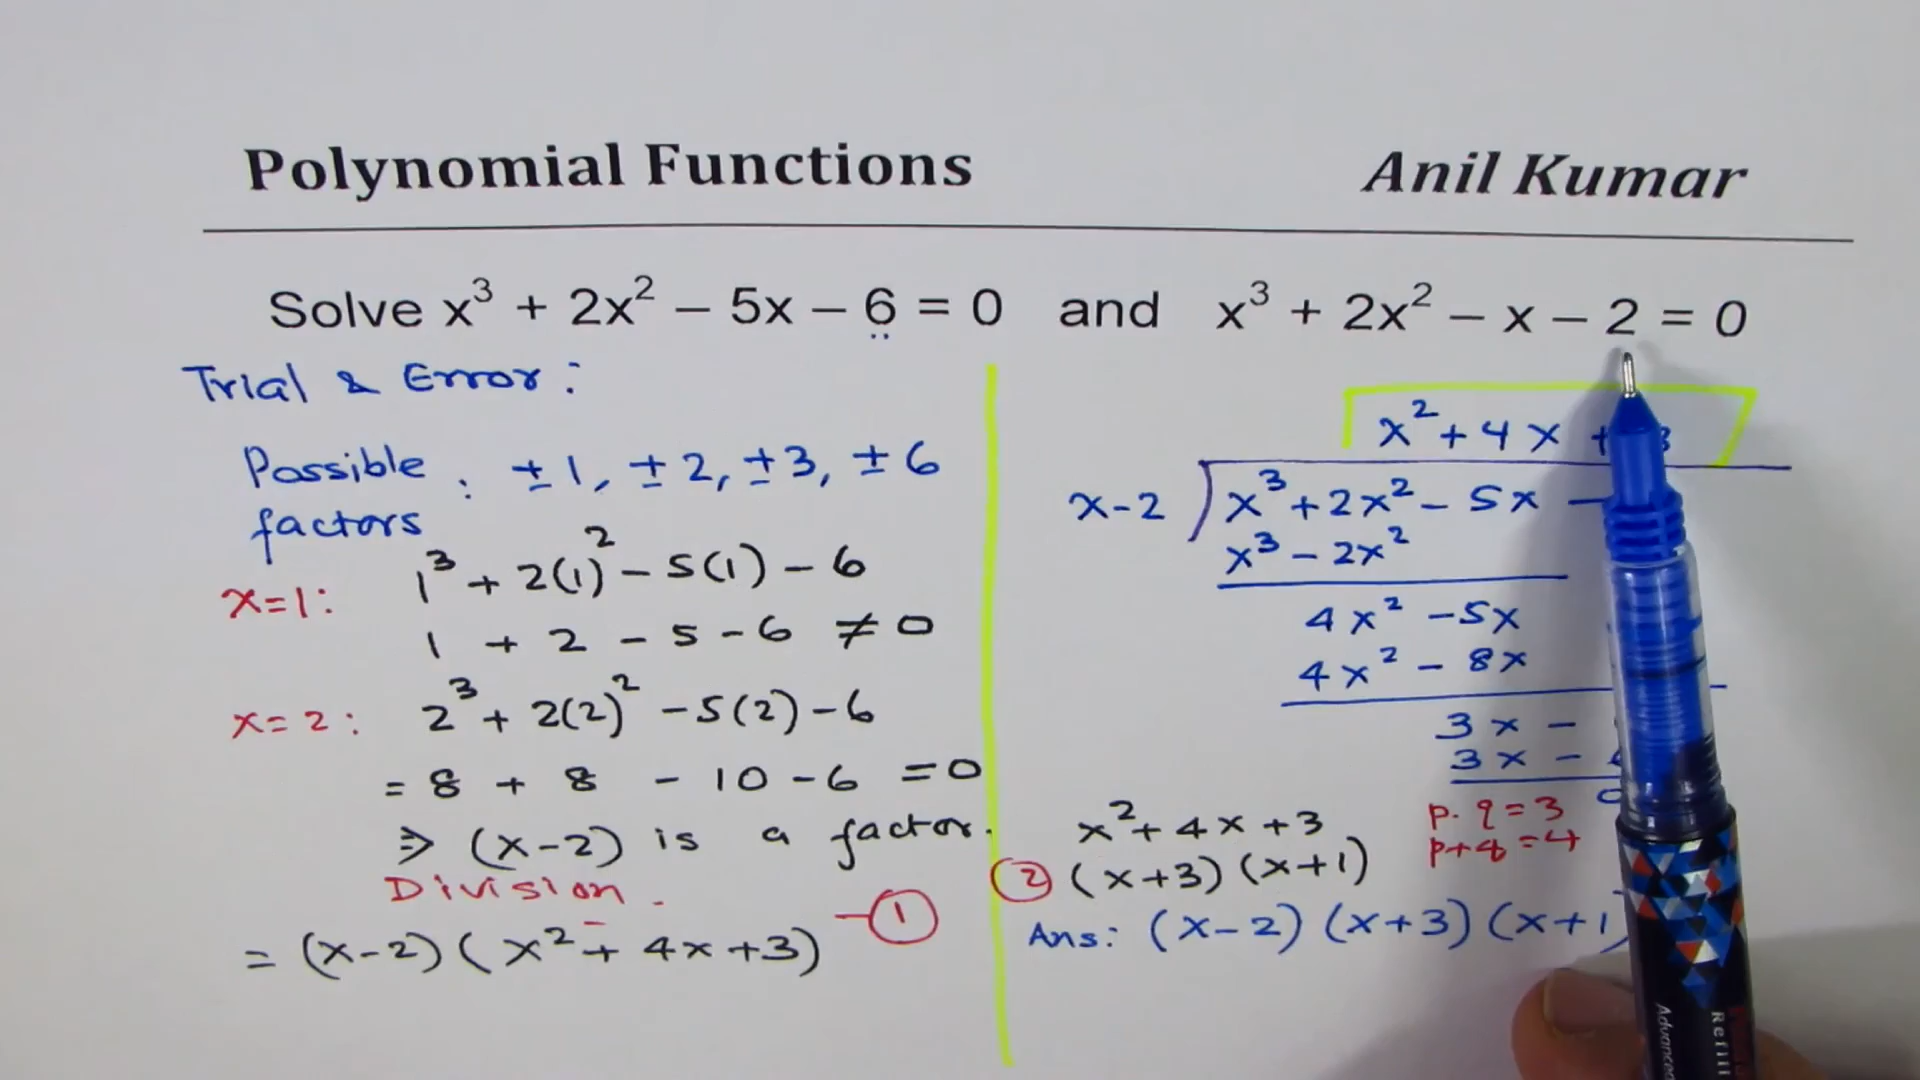 Polynomial Functions Anil Kumar
Solve x³ + 2x² – 5x – 6 = 0 and x³ + 2x² – x – 2 = 0
Trial & Error:
Possible : ±1, ±2, ±3, ±6
factors
x=1: 1³ + 2(1)² – 5(1) – 6
1 + 2 – 5 – 6 ≠ 0
x=2: 2³ + 2(2)² – 5(2) – 6
= 8 + 8 – 10 – 6 = 0
⇒ (x–2) is a factor.
Division.
= (x–2)(x² + 4x + 3) –①
x² + 4x +
x–2 ) x³ + 2x² – 5x –
x³ – 2x²
4x² – 5x
4x² – 8x
3x –
3x –
x² + 4x + 3
p·q = 3
p+q = 4
② (x+3)(x+1)
Ans: (x–2)(x+3)(x+1
Advanced